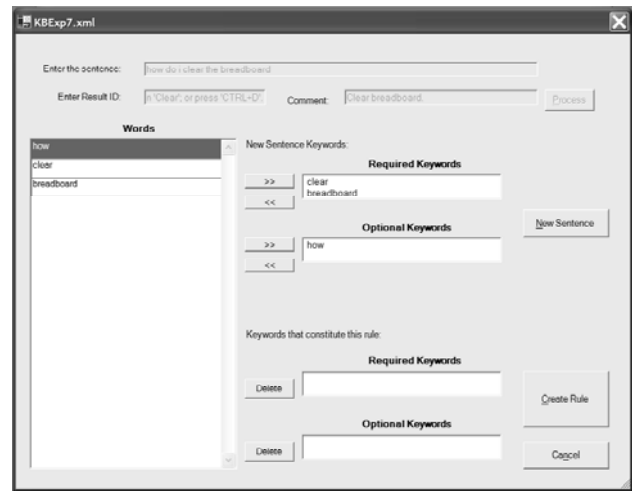 KBExp7.xml
Enter the sentence: how do i clear the breadboard
Enter Result ID: n 'Clear'; or press 'CTRL+D'; Comment: Clear breadboard. Process
Words
how
clear
breadboard
New Sentence Keywords:
Required Keywords
>> clear
<< breadboard
New Sentence
Optional Keywords
>> how
<<
Keywords that constitute this rule:
Required Keywords
Delete
Create Rule
Optional Keywords
Delete
Cancel